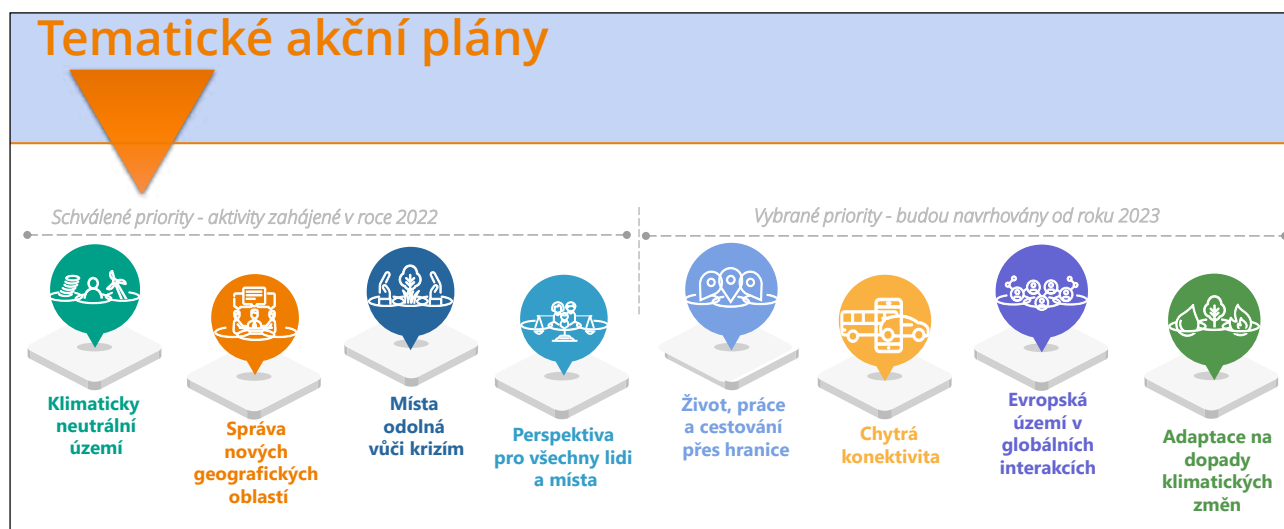 Tematické akční plány
Schválené priority - aktivity zahájené v roce 2022
Vybrané priority - budou navrhovány od roku 2023
Klimaticky
neutrální
území
Správa
nových
geografických
oblastí
Místa
odolná
vůči krizím
Perspektiva
pro všechny lidi
a místa
Život, práce
a cestování
přes hranice
Chytrá
konektivita
Evropská
území v
globálních
interakcích
Adaptace na
dopady
klimatických
změn